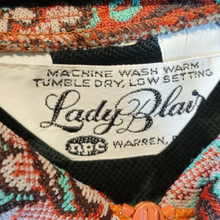 MACHINE WASH WARM
TUMBLE DRY, LOW SETTING
Lady Blair
WARREN,